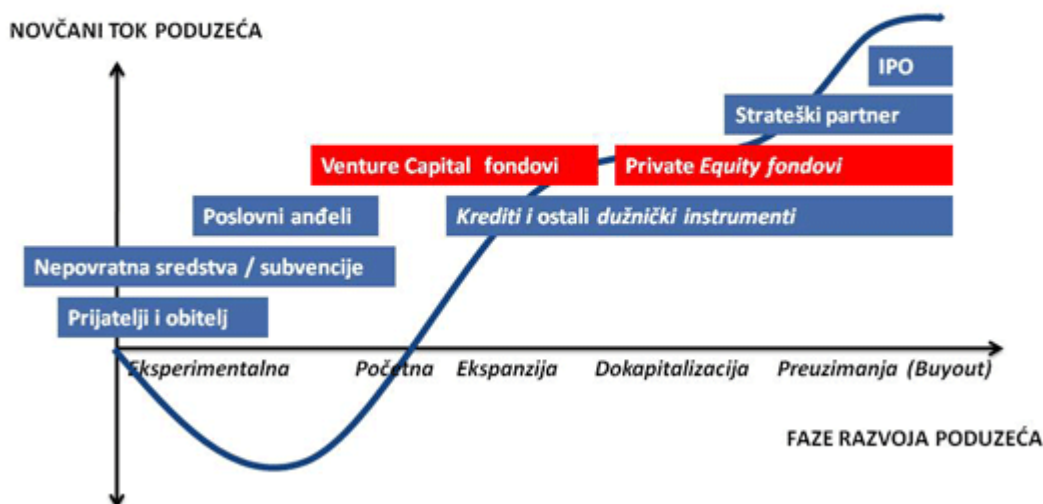 NOVČANI TOK PODUZEĆA
IPO
Strateški partner
Venture Capital fondovi
Private Equity fondovi
Poslovni anđeli
Krediti i ostali dužnički instrumenti
Nepovratna sredstva / subvencije
Prijatelji i obitelj
Eksperimentalna
Početna
Ekspanzija
Dokapitalizacija
Preuzimanja (Buyout)
FAZE RAZVOJA PODUZEĆA